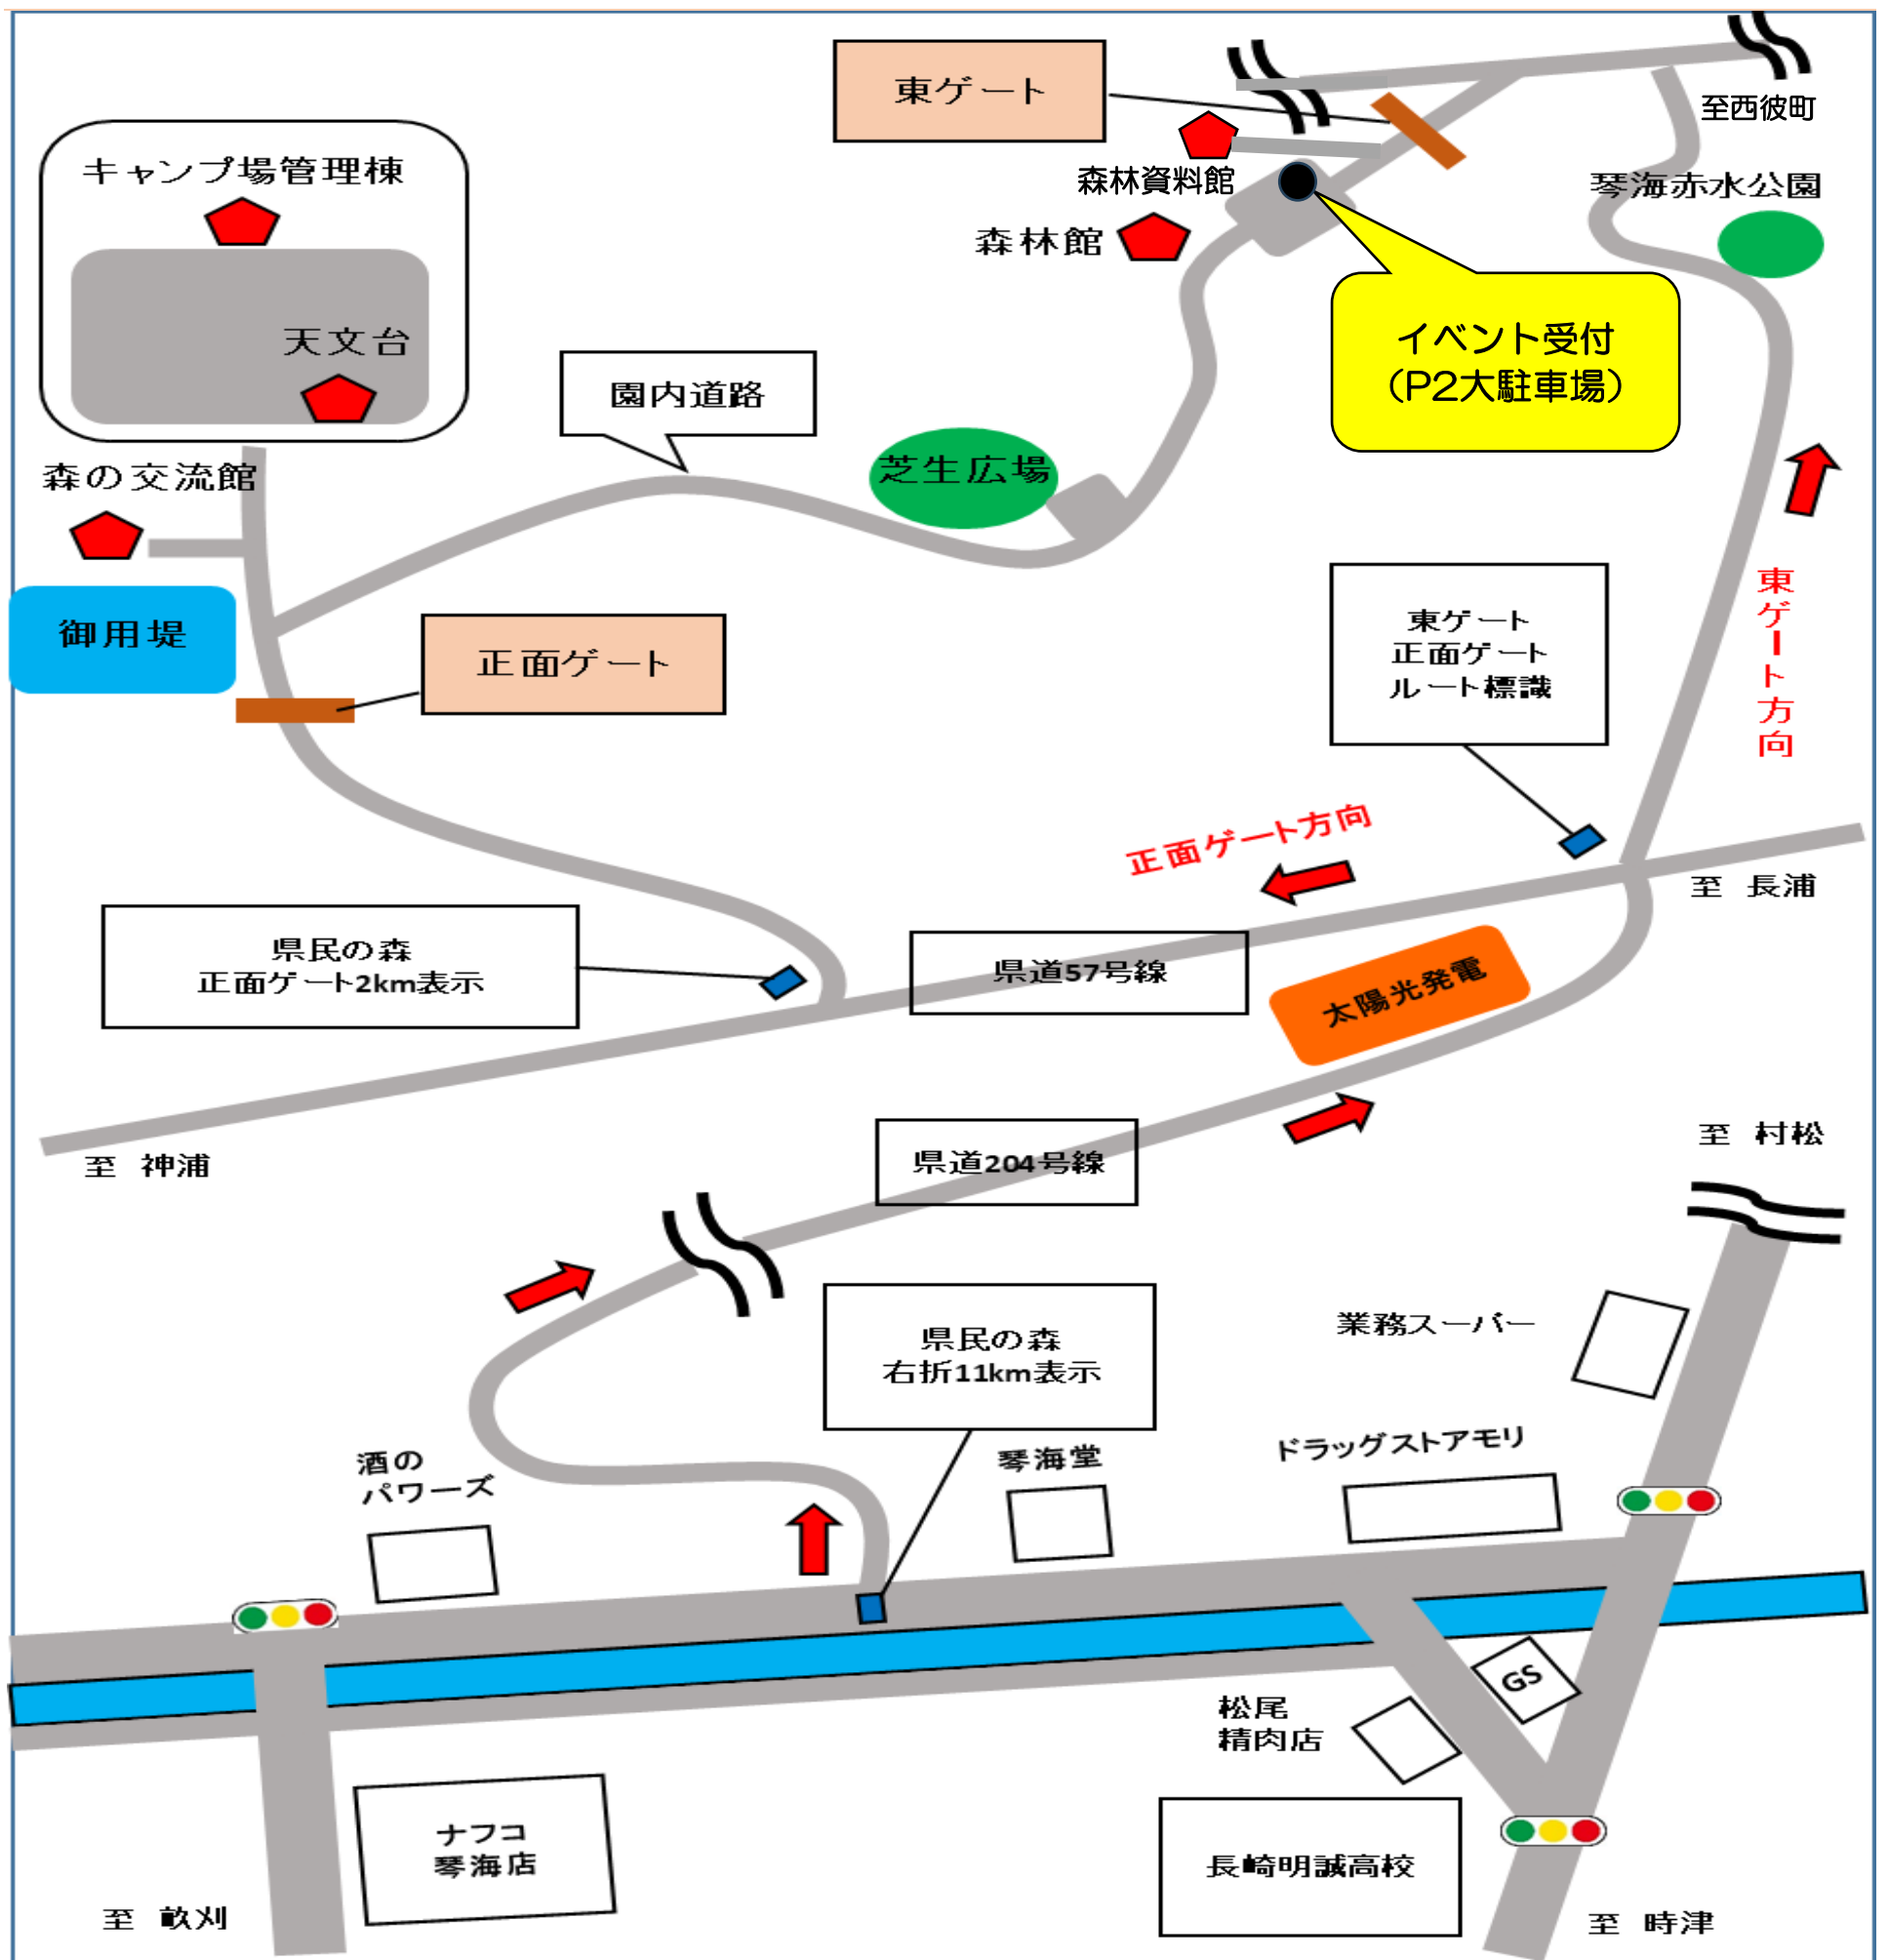 東ゲート
至西彼町
キャンプ場管理棟
森林資料館
琴海赤水公園
森林館
天文台
イベント受付
（P2大駐車場）
園内道路
森の交流館
芝生広場
東ゲート方向
御用堤
正面ゲート
東ゲート
正面ゲート
ルート標識
正面ゲート方向
至 長浦
県民の森
正面ゲート2km表示
県道57号線
太陽光発電
至 神浦
県道204号線
至 村松
県民の森
右折11km表示
業務スーパー
酒の
パワーズ
琴海堂
ドラッグストアモリ
GS
松尾
精肉店
ナフコ
琴海店
長崎明誠高校
至 畝刈
至 時津